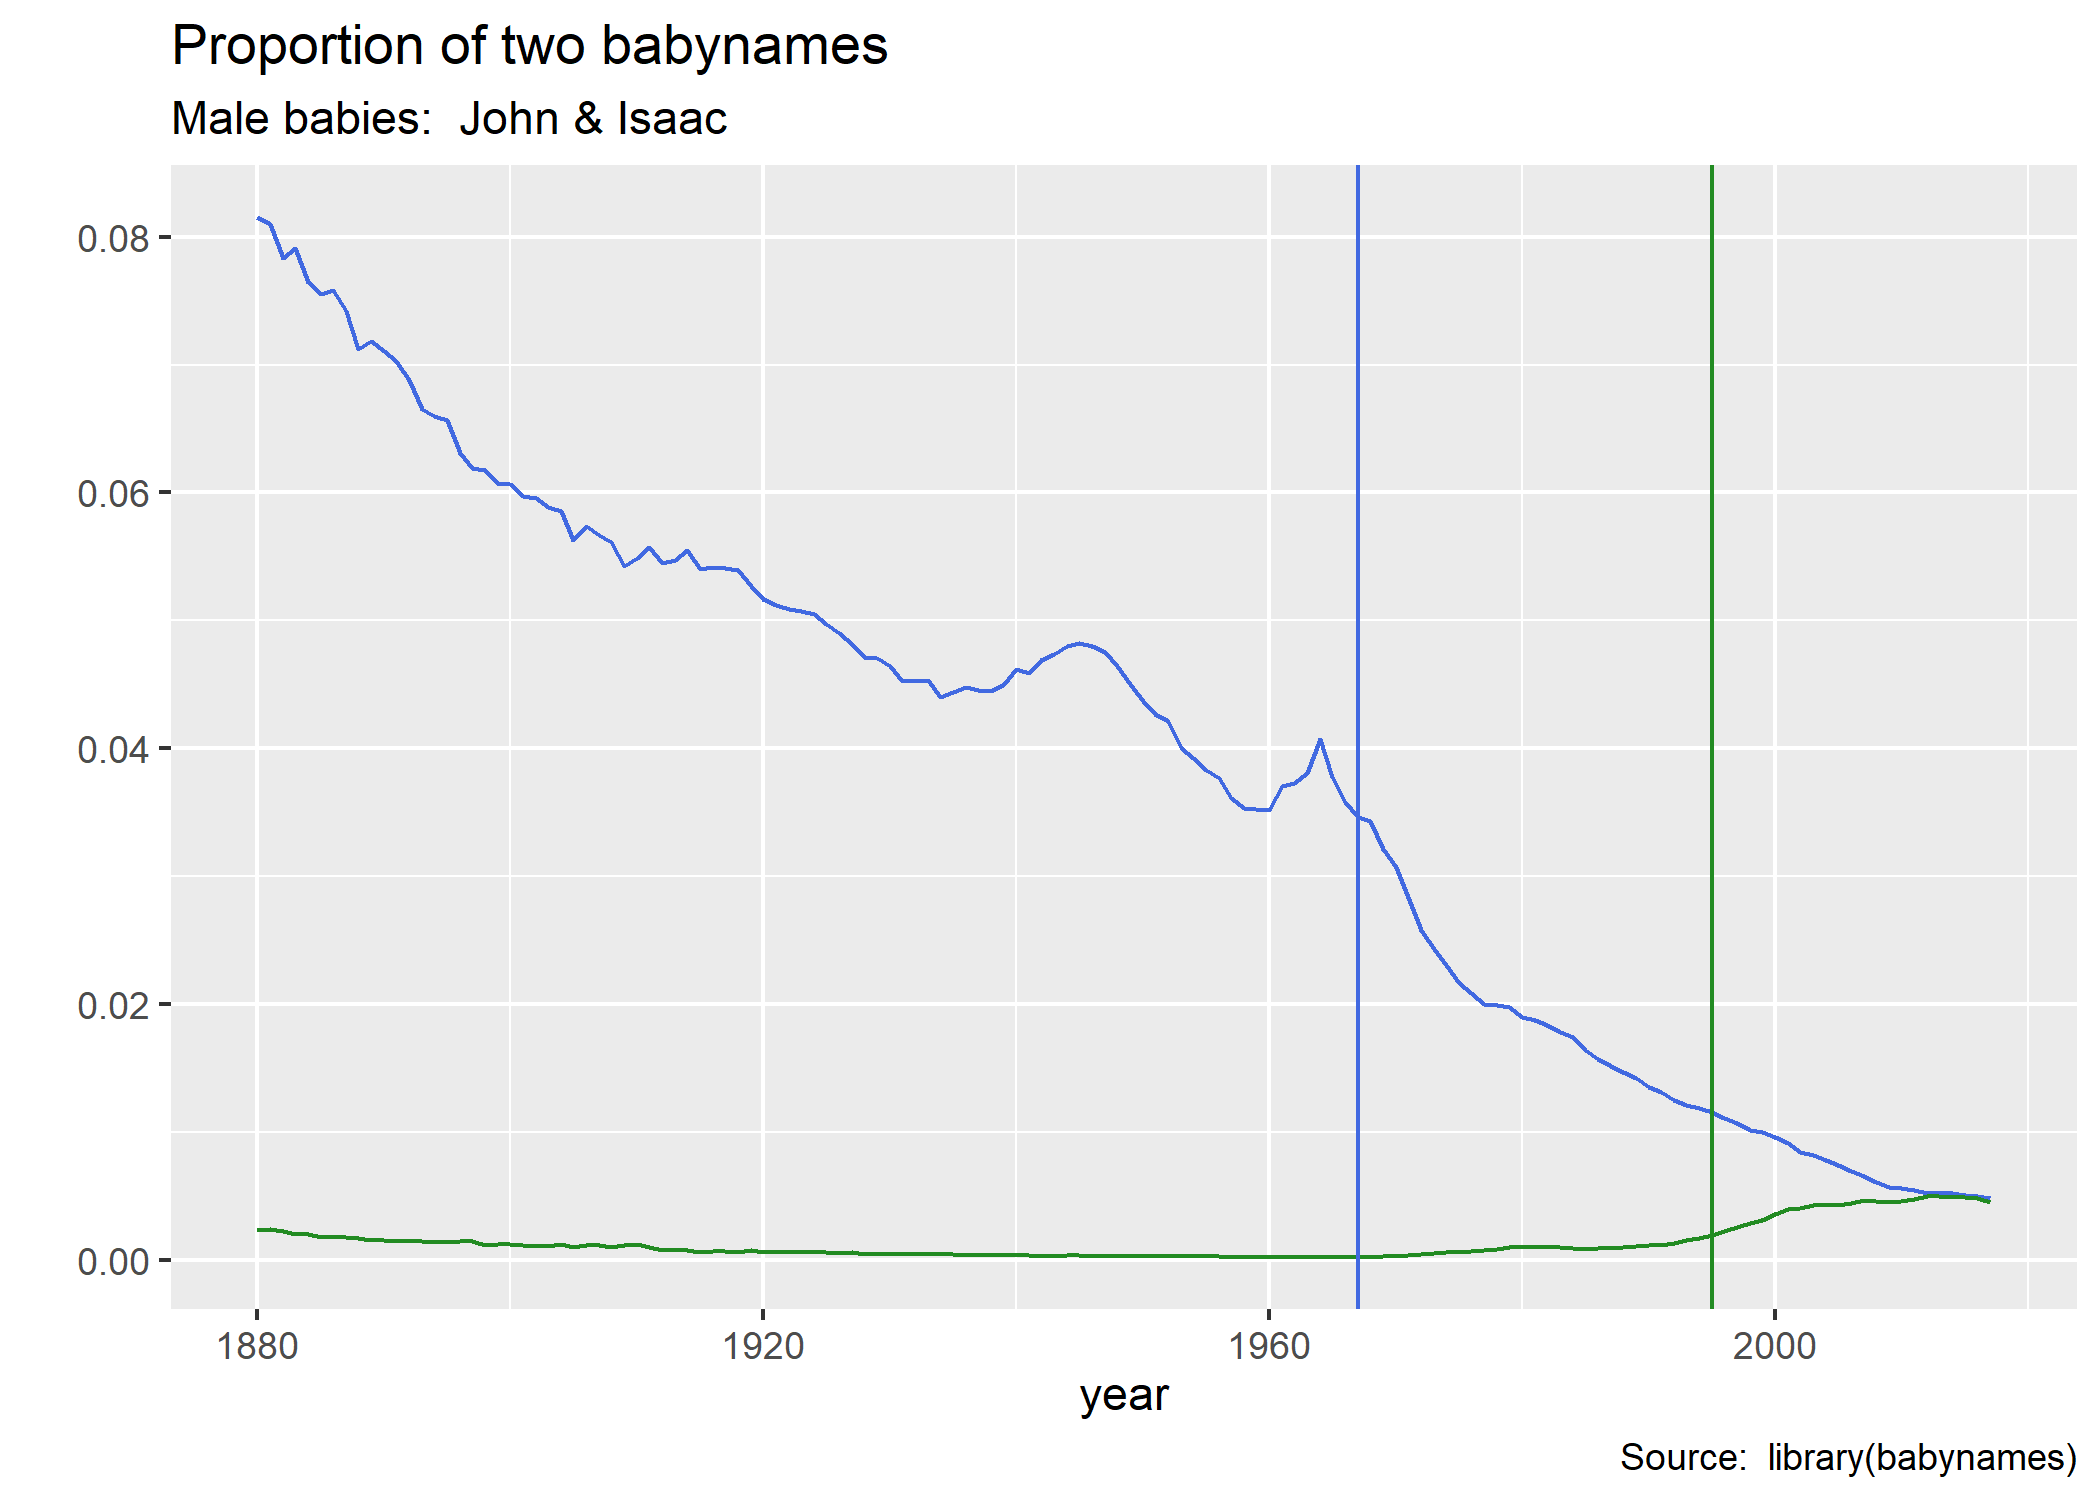 Proportion of two babynames
Male babies:  John & Isaac
0.08
0.06
0.04
0.02
0.00
1880 1920 1960 2000
year
Source:  library(babynames)